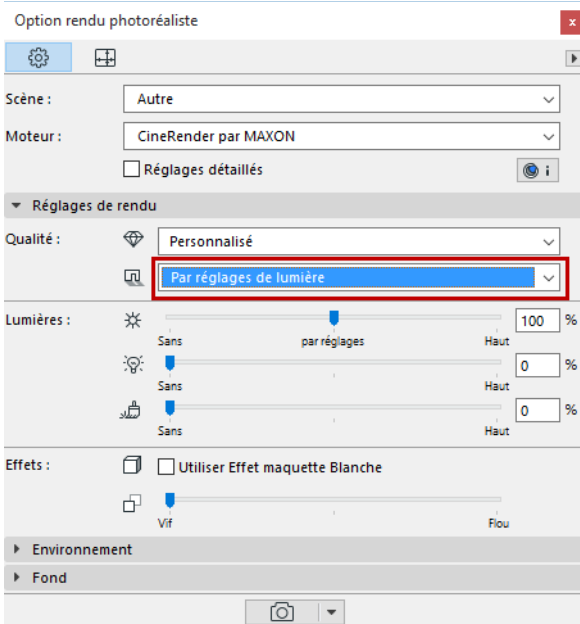 Option rendu photoréaliste
x
Scène : Autre
Moteur : CineRender par MAXON
Réglages détaillés
i
Réglages de rendu
Qualité : Personnalisé
Par réglages de lumière
Lumières : 100 %
Sans par réglages Haut
0 %
Sans Haut
0 %
Sans Haut
Effets : Utiliser Effet maquette Blanche
Vif Flou
Environnement
Fond